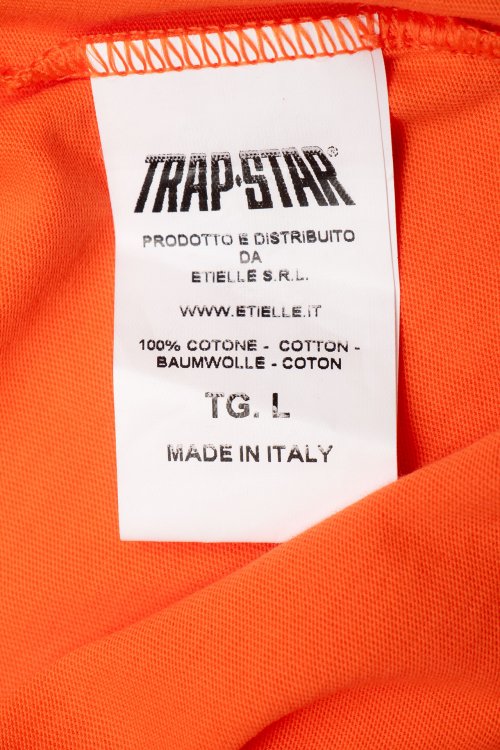 TRAP★STAR®
PRODOTTO E DISTRIBUITO
DA
ETIELLE S.R.L.
WWW.ETIELLE.IT
100% COTONE - COTTON -
BAUMWOLLE - COTON
TG. L
MADE IN ITALY